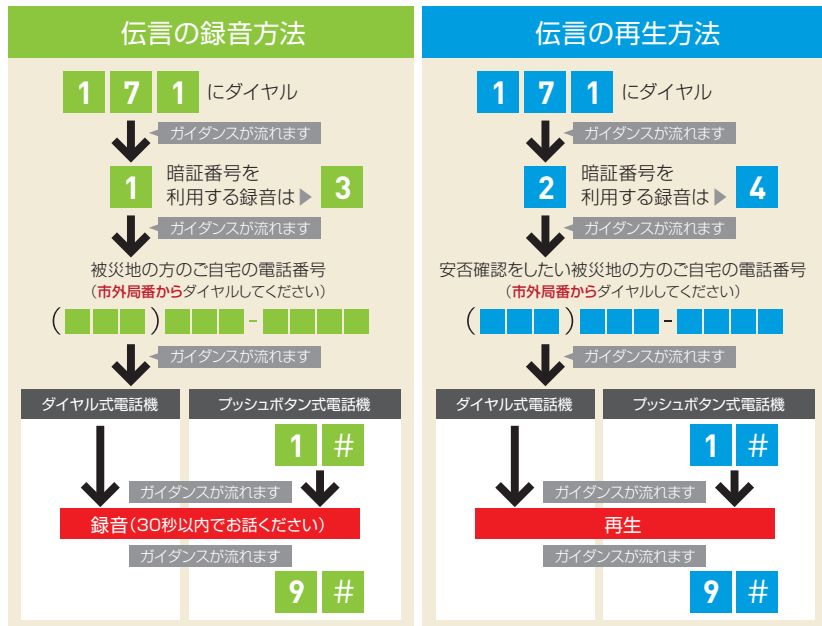 伝言の録音方法
171にダイヤル
ガイダンスが流れます
1 暗証番号を
利用する録音は▶ 3
ガイダンスが流れます
被災地の方のご自宅の電話番号
(市外局番からダイヤルしてください)
( ) -
ガイダンスが流れます
ダイヤル式電話機 プッシュボタン式電話機
1 #
ガイダンスが流れます
録音(30秒以内でお話ください)
ガイダンスが流れます
9 #
伝言の再生方法
171にダイヤル
ガイダンスが流れます
2 暗証番号を
利用する録音は▶ 4
ガイダンスが流れます
安否確認をしたい被災地の方のご自宅の電話番号
(市外局番からダイヤルしてください)
( ) -
ガイダンスが流れます
ダイヤル式電話機 プッシュボタン式電話機
1 #
ガイダンスが流れます
再生
ガイダンスが流れます
9 #